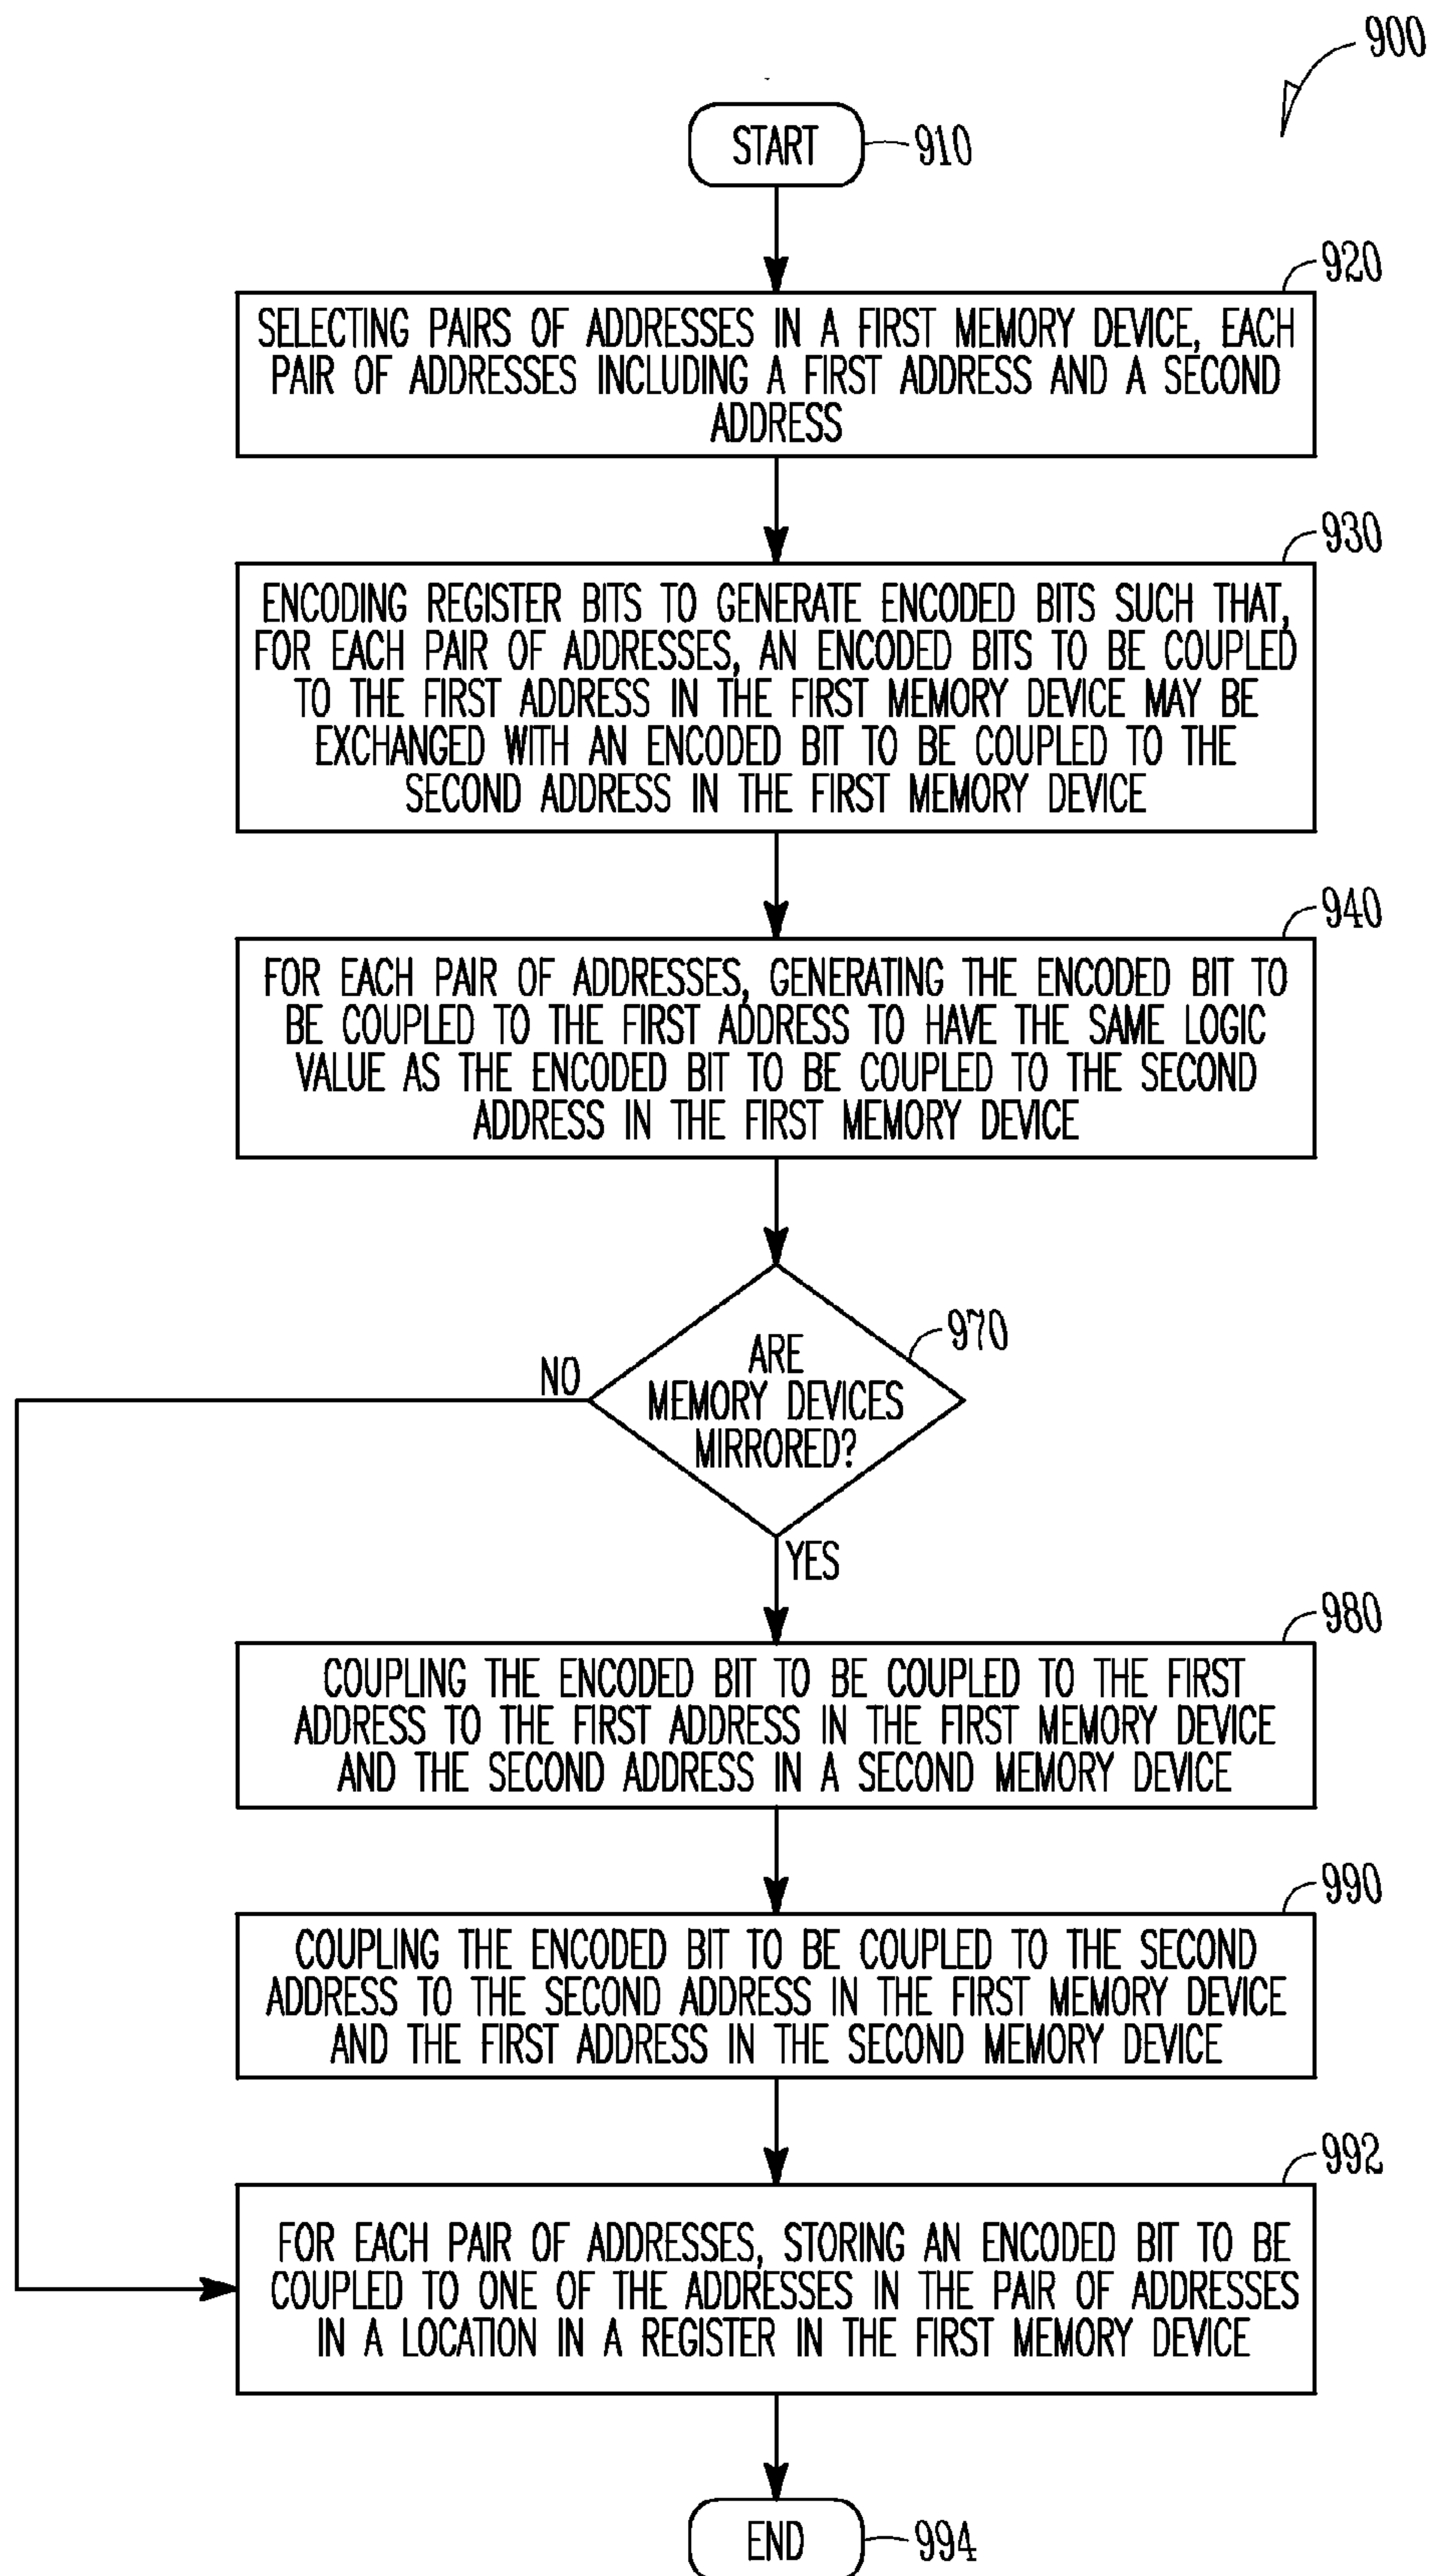 900
START
910
920
SELECTING PAIRS OF ADDRESSES IN A FIRST MEMORY DEVICE, EACH
PAIR OF ADDRESSES INCLUDING A FIRST ADDRESS AND A SECOND
ADDRESS
930
ENCODING REGISTER BITS TO GENERATE ENCODED BITS SUCH THAT,
FOR EACH PAIR OF ADDRESSES, AN ENCODED BITS TO BE COUPLED
TO THE FIRST ADDRESS IN THE FIRST MEMORY DEVICE MAY BE
EXCHANGED WITH AN ENCODED BIT TO BE COUPLED TO THE
SECOND ADDRESS IN THE FIRST MEMORY DEVICE
940
FOR EACH PAIR OF ADDRESSES, GENERATING THE ENCODED BIT TO
BE COUPLED TO THE FIRST ADDRESS TO HAVE THE SAME LOGIC
VALUE AS THE ENCODED BIT TO BE COUPLED TO THE SECOND
ADDRESS IN THE FIRST MEMORY DEVICE
970
ARE
MEMORY DEVICES
MIRRORED?
NO
YES
980
COUPLING THE ENCODED BIT TO BE COUPLED TO THE FIRST
ADDRESS TO THE FIRST ADDRESS IN THE FIRST MEMORY DEVICE
AND THE SECOND ADDRESS IN A SECOND MEMORY DEVICE
990
COUPLING THE ENCODED BIT TO BE COUPLED TO THE SECOND
ADDRESS TO THE SECOND ADDRESS IN THE FIRST MEMORY DEVICE
AND THE FIRST ADDRESS IN THE SECOND MEMORY DEVICE
992
FOR EACH PAIR OF ADDRESSES, STORING AN ENCODED BIT TO BE
COUPLED TO ONE OF THE ADDRESSES IN THE PAIR OF ADDRESSES
IN A LOCATION IN A REGISTER IN THE FIRST MEMORY DEVICE
END
994